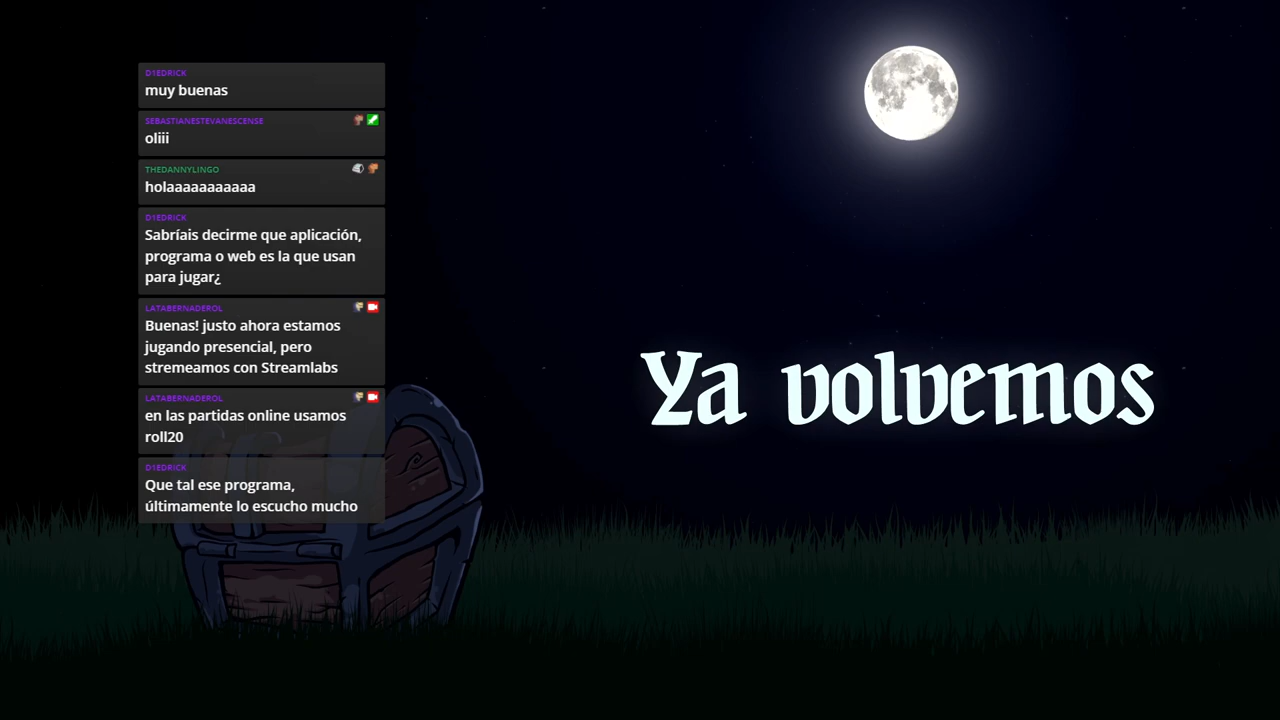 D1EDRICK
muy buenas
SEBASTIANESTEVANESCENSE
oliii
THEDANNYLINGO
holaaaaaaaaaaa
D1EDRICK
Sabríais decirme que aplicación,
programa o web es la que usan
para jugar¿
LATABERNADEROL
Buenas! justo ahora estamos
jugando presencial, pero
stremeamos con Streamlabs
LATABERNADEROL
en las partidas online usamos
roll20
D1EDRICK
Que tal ese programa,
últimamente lo escucho mucho
Ya volvemos